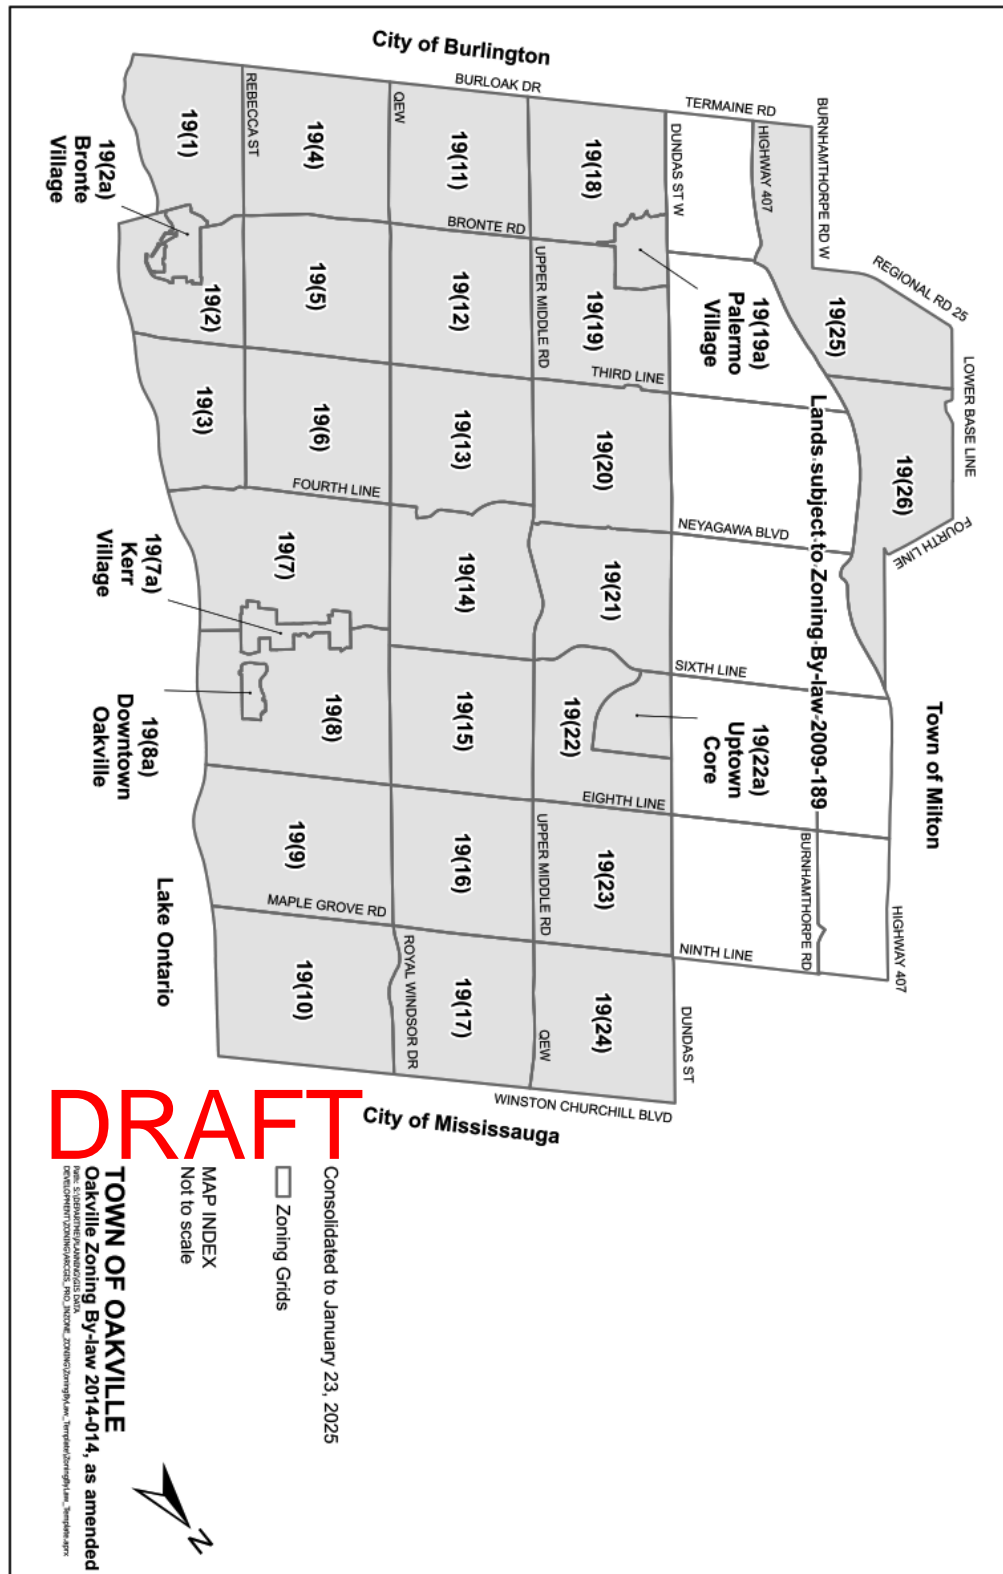 City of Burlington
BURLOAK DR
TERMAINE RD
BURNHAMTHORPE RD W
REBECCA ST
QEW
DUNDAS ST W
HIGHWAY 407
19(1)
19(4)
19(11)
19(18)
19(2a)
Bronte
Village
BRONTE RD
UPPER MIDDLE RD
REGIONAL RD 25
19(2)
19(5)
19(12)
19(19)
19(19a)
Palermo
Village
19(25)
THIRD LINE
LOWER BASE LINE
19(3)
19(6)
19(13)
19(20)
Lands subject to Zoning By-law 2009-189
19(26)
FOURTH LINE
NEYAGAWA BLVD
FOURTH LINE
19(7a)
Kerr
Village
19(7)
19(14)
19(21)
SIXTH LINE
19(8a)
Downtown
Oakville
19(8)
19(15)
19(22)
19(22a)
Uptown
Core
Town of Milton
EIGHTH LINE
19(9)
19(16)
UPPER MIDDLE RD
19(23)
BURNHAMTHORPE RD
MAPLE GROVE RD
NINTH LINE
HIGHWAY 407
Lake Ontario
19(10)
ROYAL WINDSOR DR
19(17)
QEW
19(24)
DUNDAS ST
WINSTON CHURCHILL BLVD
City of Mississauga
DRAFT
Consolidated to January 23, 2025
Zoning Grids
MAP INDEX
Not to scale
TOWN OF OAKVILLE
Oakville Zoning By-law 2014-014, as amended
N